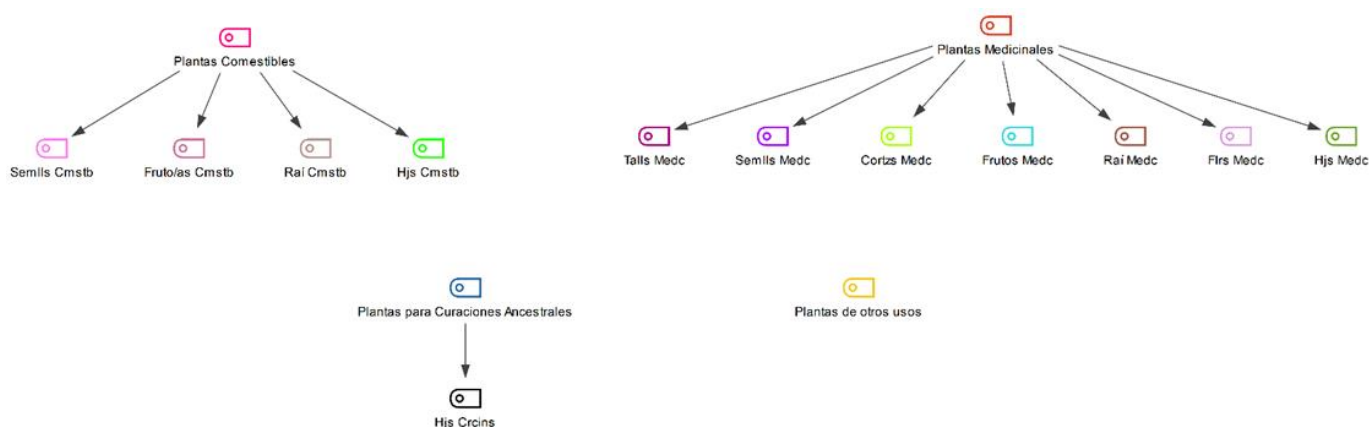 Plantas Comestibles
Plantas Medicinales
Semlls Cmstb
Fruto/as Cmstb
Raí Cmstb
Hjs Cmstb
Talls Medc
Semlls Medc
Cortzs Medc
Frutos Medc
Raí Medc
Flrs Medc
Hjs Medc
Plantas para Curaciones Ancestrales
Plantas de otros usos
Hjs Crcins